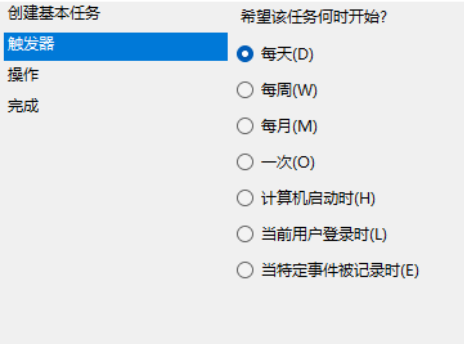 创建基本任务
触发器
操作
完成
希望该任务何时开始?
每天(D)
每周(W)
每月(M)
一次(O)
计算机启动时(H)
当前用户登录时(L)
当特定事件被记录时(E)